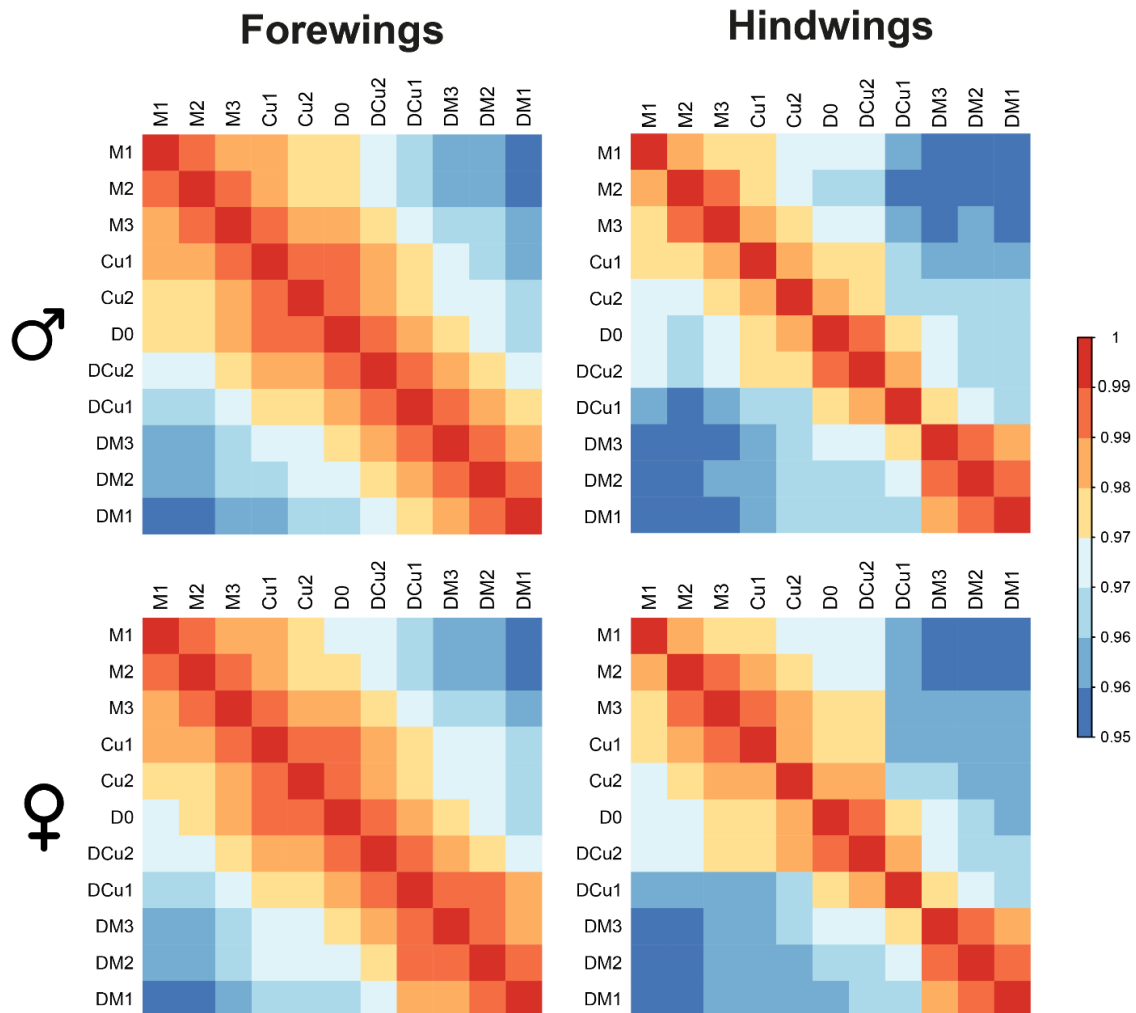 Forewings
Hindwings
M1 M2 M3 Cu1 Cu2 D0 DCu2 DCu1 DM3 DM2 DM1
M1
M2
M3
Cu1
Cu2
D0
DCu2
DCu1
DM3
DM2
DM1
M1 M2 M3 Cu1 Cu2 D0 DCu2 DCu1 DM3 DM2 DM1
M1
M2
M3
Cu1
Cu2
D0
DCu2
DCu1
DM3
DM2
DM1
♂
M1 M2 M3 Cu1 Cu2 D0 DCu2 DCu1 DM3 DM2 DM1
M1
M2
M3
Cu1
Cu2
D0
DCu2
DCu1
DM3
DM2
DM1
M1 M2 M3 Cu1 Cu2 D0 DCu2 DCu1 DM3 DM2 DM1
M1
M2
M3
Cu1
Cu2
D0
DCu2
DCu1
DM3
DM2
DM1
♀
1
0.99
0.99
0.98
0.97
0.97
0.96
0.96
0.95